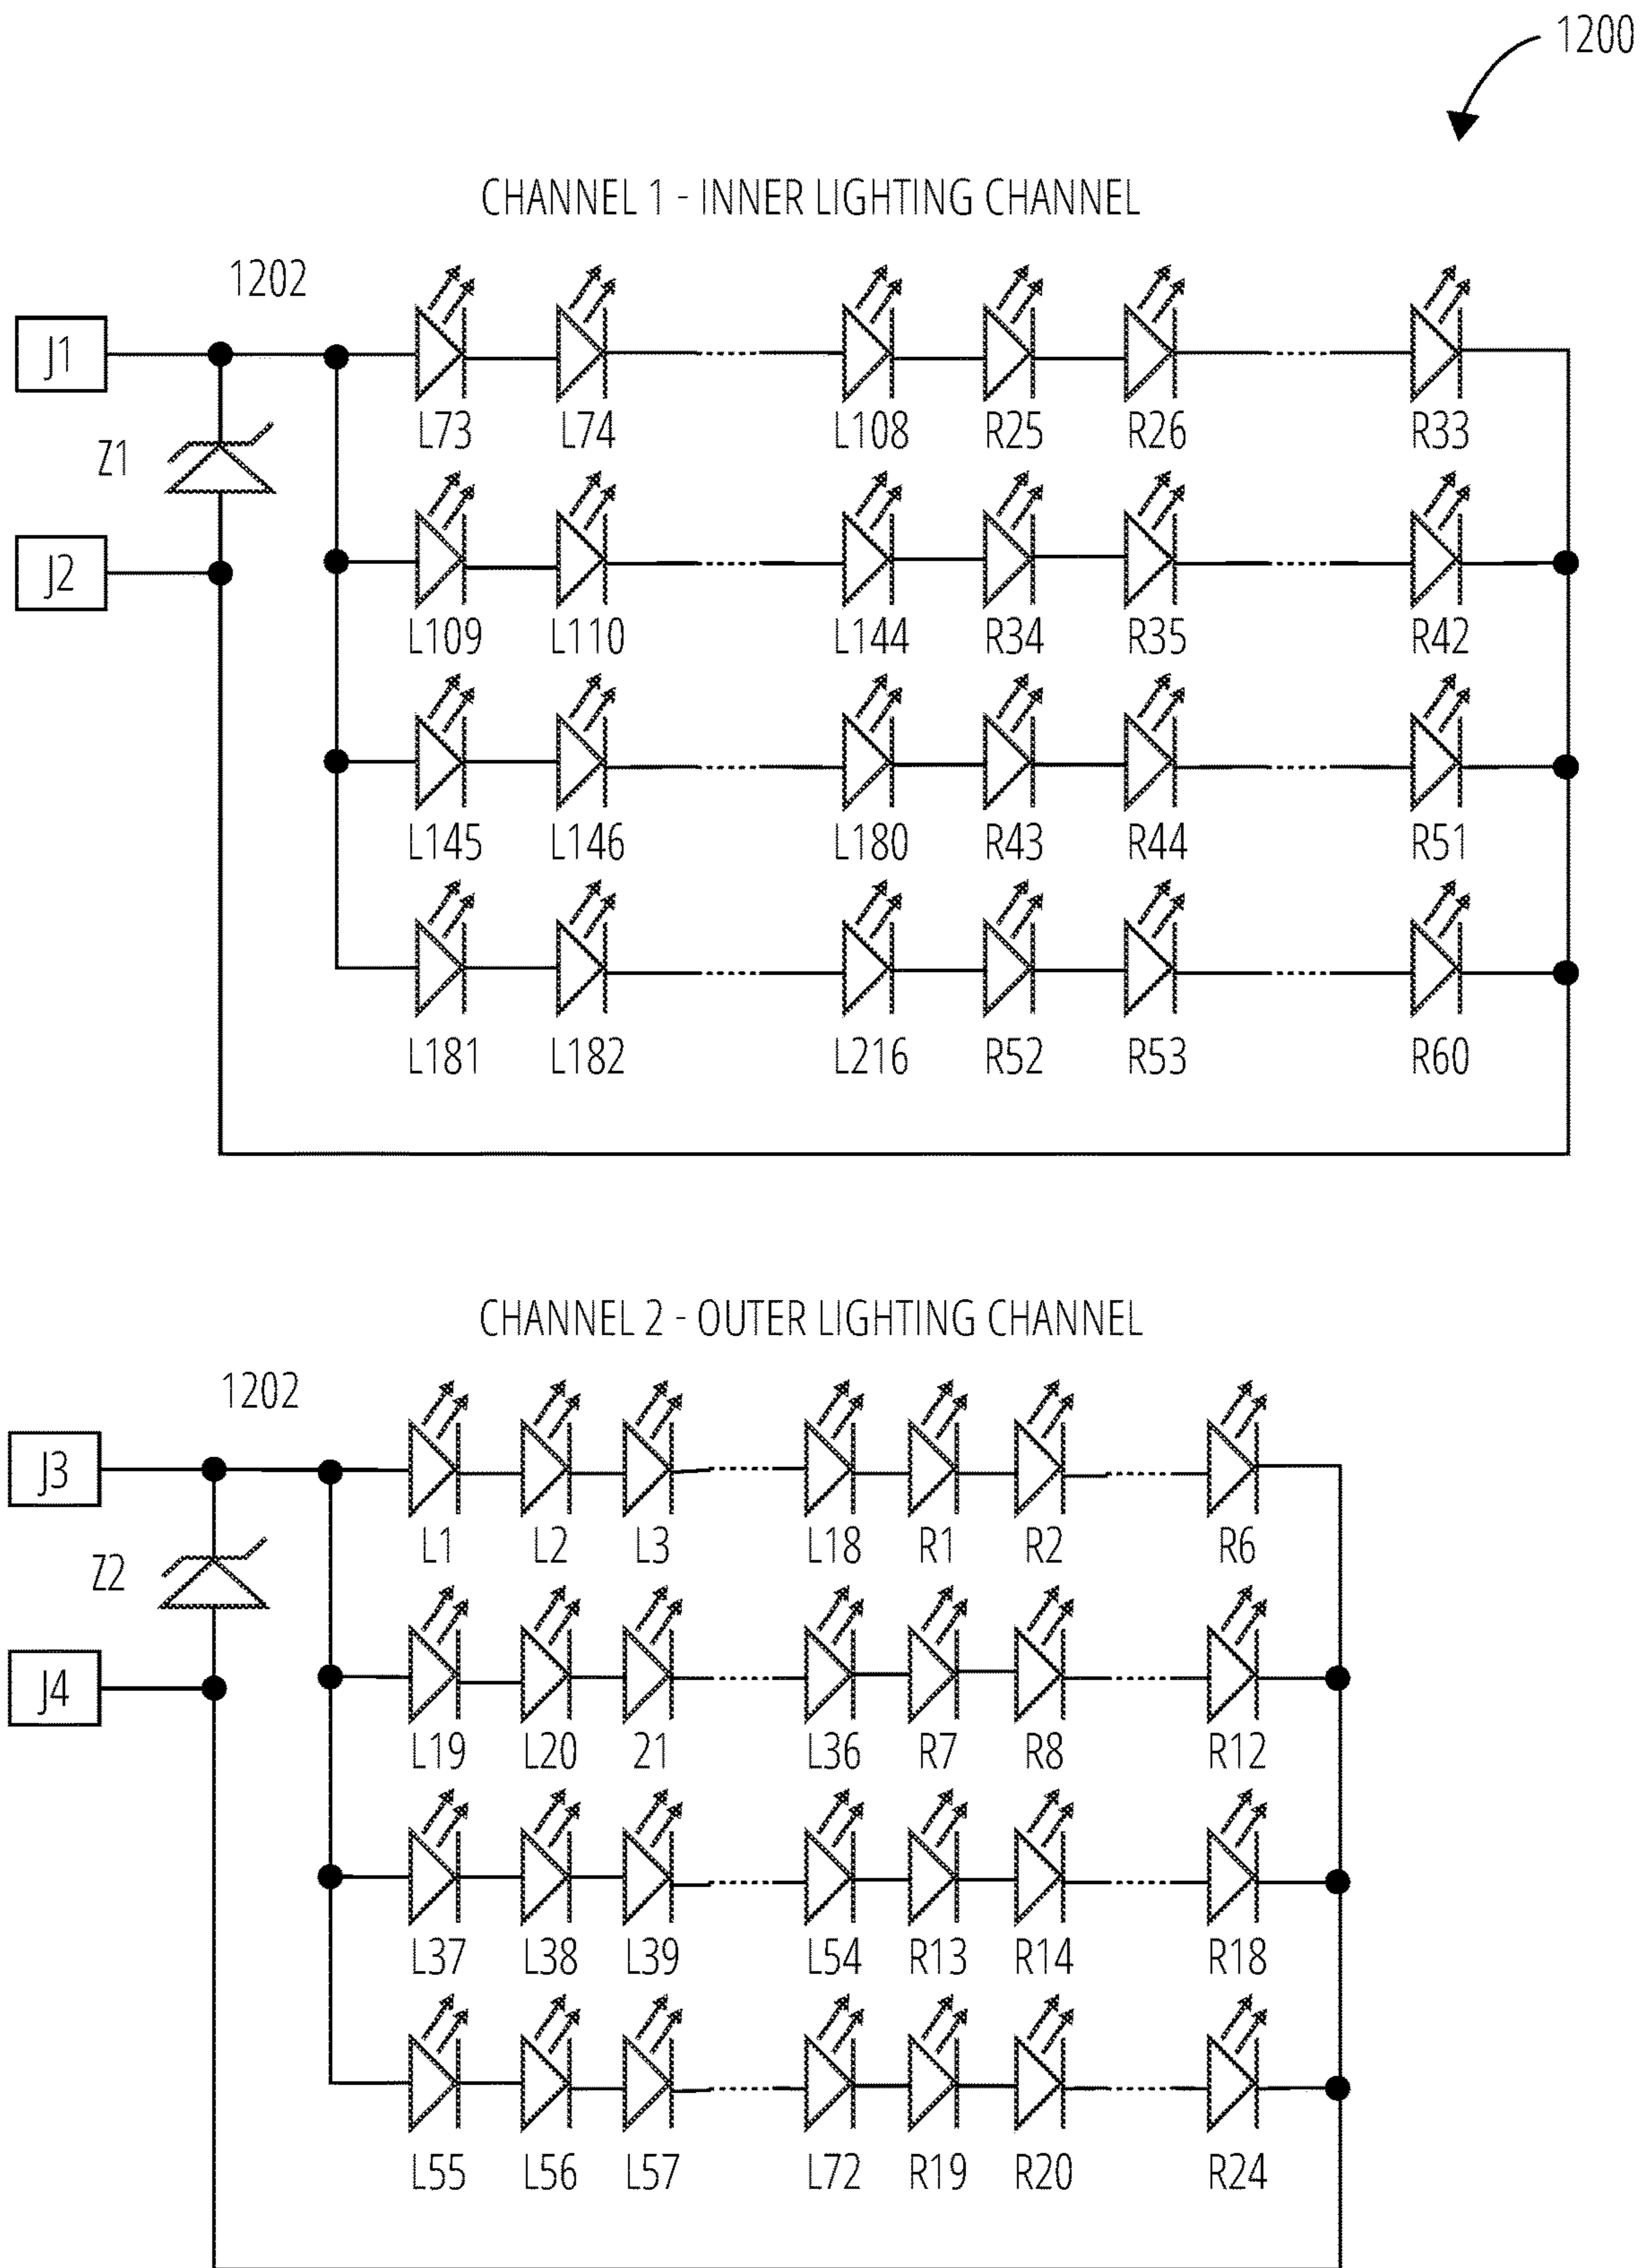 1200
CHANNEL 1 - INNER LIGHTING CHANNEL
1202
J1
L73 L74 L108 R25 R26 R33
Z1
J2
L109 L110 L144 R34 R35 R42
L145 L146 L180 R43 R44 R51
L181 L182 L216 R52 R53 R60
CHANNEL 2 - OUTER LIGHTING CHANNEL
1202
J3
L1 L2 L3 L18 R1 R2 R6
Z2
J4
L19 L20 21 L36 R7 R8 R12
L37 L38 L39 L54 R13 R14 R18
L55 L56 L57 L72 R19 R20 R24